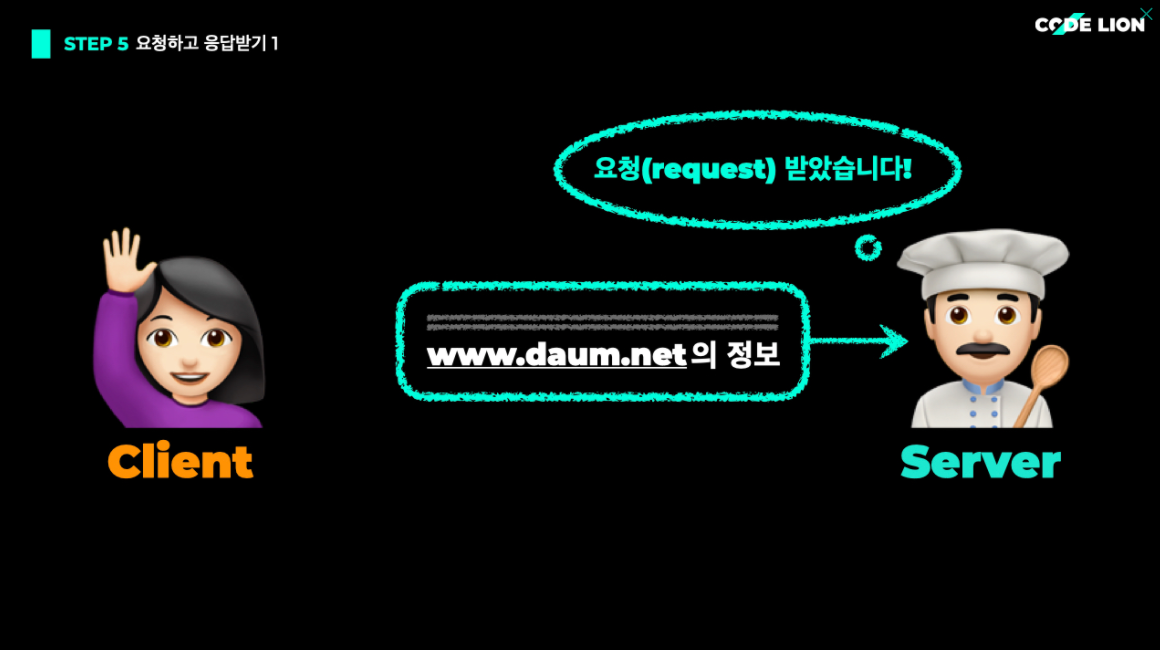 STEP 5 요청하고 응답받기 1
CODE LION
요청(request) 받았습니다!
www.daum.net의 정보
Client
Server